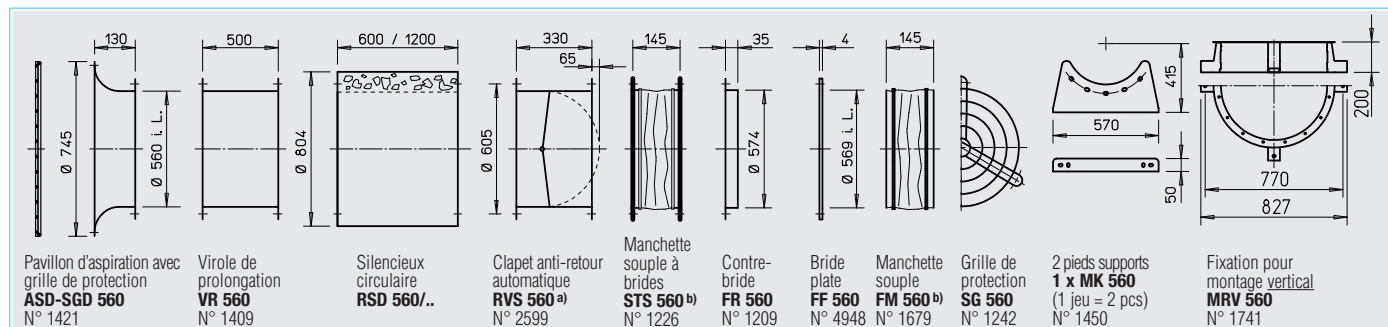 130
500
600 / 1200
330
65
145
35
4
145
415
200
Ø 745
Ø 560 i. L.
Ø 804
Ø 605
Ø 574
Ø 569 i. L.
570
50
770
827
Pavillon d'aspiration avec
grille de protection
ASD-SGD 560
N° 1421
Virole de
prolongation
VR 560
N° 1409
Silencieux
circulaire
RSD 560/..
Clapet anti-retour
automatique
RVS 560 a)
N° 2599
Manchette
souple à
brides
STS 560 b)
N° 1226
Contre-
bride
FR 560
N° 1209
Bride
plate
FF 560
N° 4948
Manchette
souple
FM 560 b)
N° 1679
Grille de
protection
SG 560
N° 1242
2 pieds supports
1 x MK 560
(1 jeu = 2 pcs)
N° 1450
Fixation pour
montage vertical
MRV 560
N° 1741